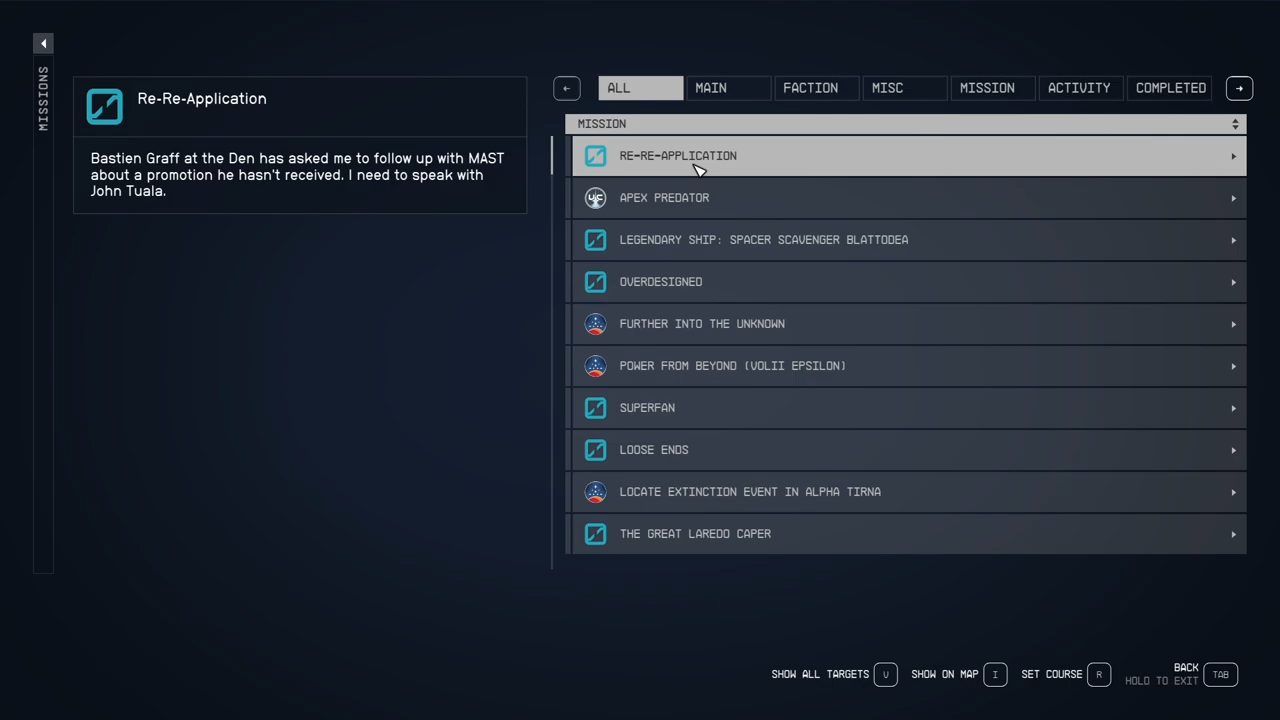 MISSIONS
Re-Re-Application
Bastien Graff at the Den has asked me to follow up with MAST
about a promotion he hasn't received. I need to speak with
John Tuala.
ALL MAIN FACTION MISC MISSION ACTIVITY COMPLETED
MISSION
RE-RE-APPLICATION
UC
APEX PREDATOR
LEGENDARY SHIP: SPACER SCAVENGER BLATTODEA
OVERDESIGNED
FURTHER INTO THE UNKNOWN
POWER FROM BEYOND (VOLII EPSILON)
SUPERFAN
LOOSE ENDS
LOCATE EXTINCTION EVENT IN ALPHA TIRNA
THE GREAT LAREDO CAPER
SHOW ALL TARGETS V SHOW ON MAP I SET COURSE R BACK TAB
HOLD TO EXIT